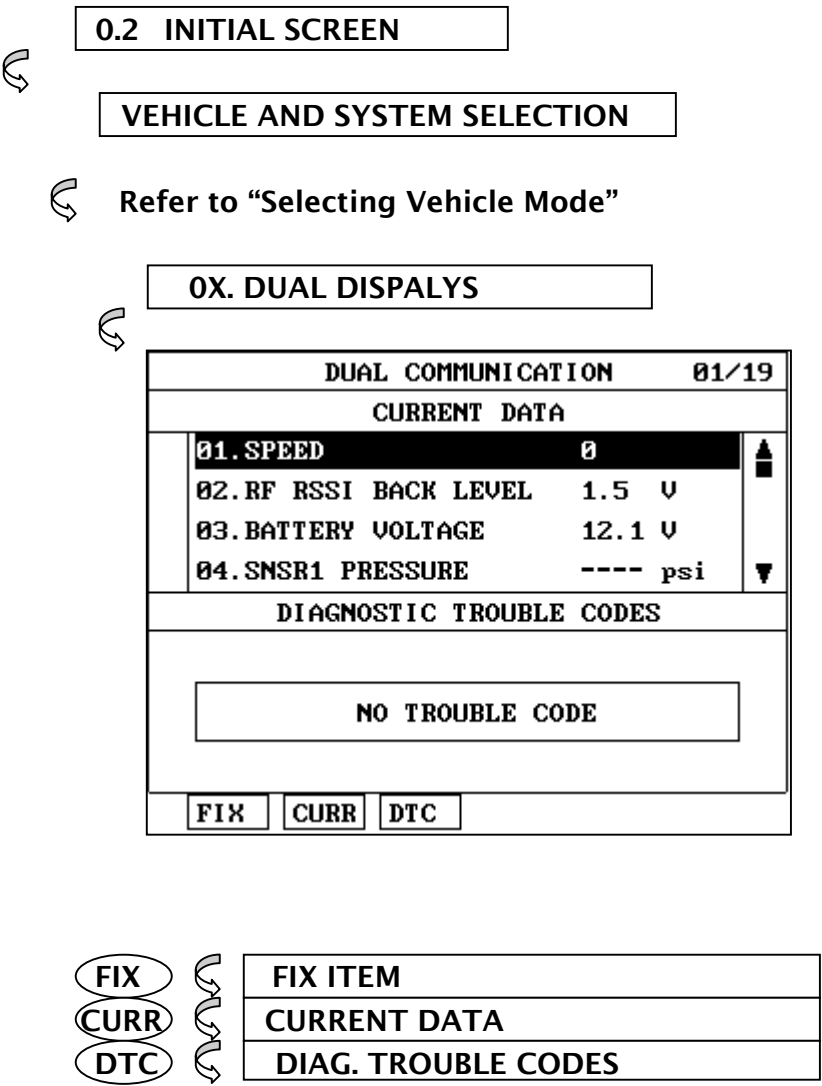 0.2 INITIAL SCREEN
VEHICLE AND SYSTEM SELECTION
Refer to “Selecting Vehicle Mode”
0X. DUAL DISPALYS
DUAL COMMUNICATION 01/19
CURRENT DATA
01.SPEED 0
02.RF RSSI BACK LEVEL 1.5 V
03.BATTERY VOLTAGE 12.1 V
04.SNSR1 PRESSURE ---- psi
DIAGNOSTIC TROUBLE CODES
NO TROUBLE CODE
FIX CURR DTC
FIX FIX ITEM
CURR CURRENT DATA
DTC DIAG. TROUBLE CODES